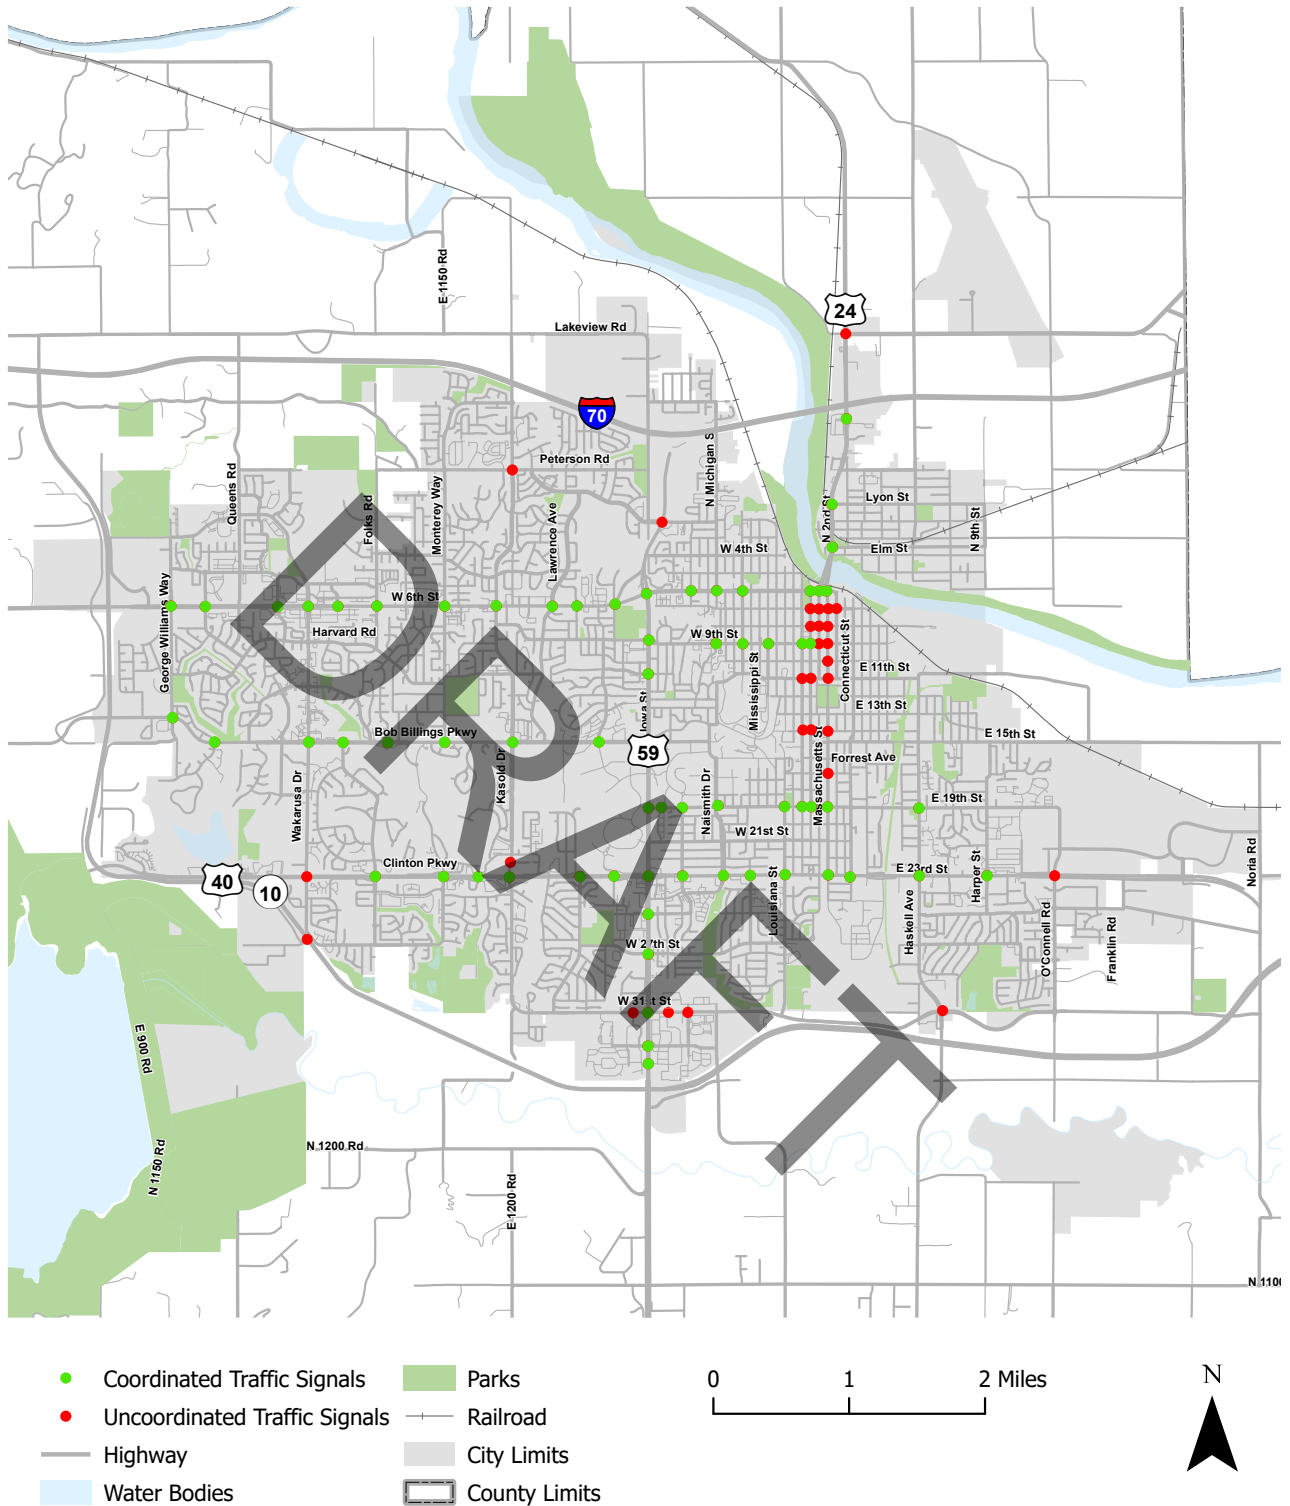 24
E 1150 Rd
Lakeview Rd
70
Peterson Rd
N Michigan S
Queens Rd
Folks Rd
Monterey Way
Lawrence Ave
Lyon St
N 2nd St
N 9th St
W 4th St
Elm St
George Williams Way
W 6th St
Harvard Rd
W 9th St
Connecticut St
E 11th St
Mississippi St
Iowa St
E 13th St
Bob Billings Pkwy
E 15th St
59
Forrest Ave
Massachusetts St
Kasold Dr
Wakarusa Dr
Naismith Dr
E 19th St
W 21st St
Clinton Pkwy
E 23rd St
Harper St
Noria Rd
40
10
Louisiana St
Haskell Ave
O'Connell Rd
Franklin Rd
W 27th St
W 31st St
E 900 Rd
N 1150 Rd
N 1200 Rd
E 1200 Rd
N 1100
DRAFT
Coordinated Traffic Signals
Uncoordinated Traffic Signals
Highway
Water Bodies
Parks
Railroad
City Limits
County Limits
0 1 2 Miles
N